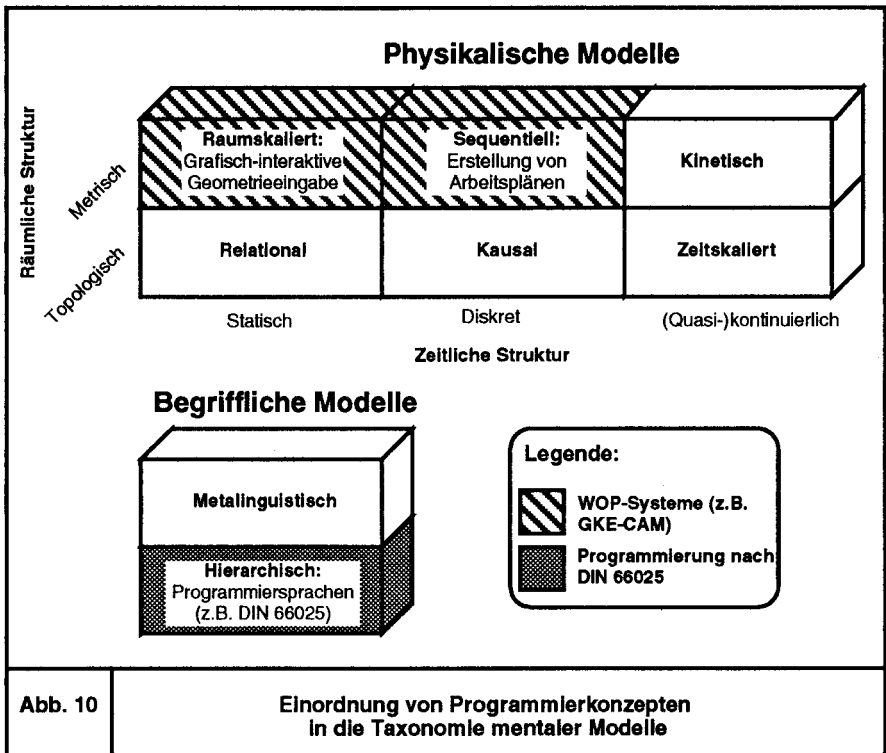 Physikalische Modelle
Räumliche Struktur
Metrisch
Topologisch
Raumskaliert:
Grafisch-interaktive
Geometrieeingabe
Sequentiell:
Erstellung von
Arbeitsplänen
Kinetisch
Relational
Kausal
Zeitskaliert
Statisch
Diskret
(Quasi-)kontinuierlich
Zeitliche Struktur
Begriffliche Modelle
Metalinguistisch
Hierarchisch:
Programmiersprachen
(z.B. DIN 66025)
Legende:
WOP-Systeme (z.B.
GKE-CAM)
Programmierung nach
DIN 66025
Abb. 10
Einordnung von Programmierkonzepten
in die Taxonomie mentaler Modelle